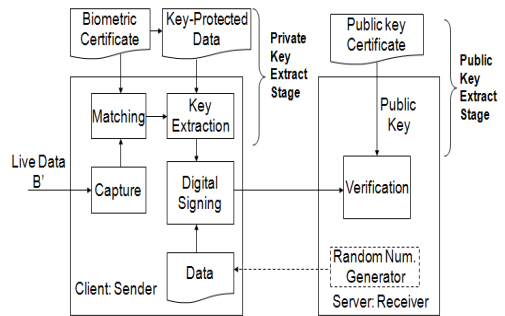 Biometric
Certificate
Key-Protected
Data
Private
Key
Extract
Stage
Public key
Certificate
Public
Key
Extract
Stage
Matching
Key
Extraction
Public
Key
Live Data
B'
Capture
Digital
Signing
Verification
Data
Random Num.
Generator
Client: Sender
Server: Receiver